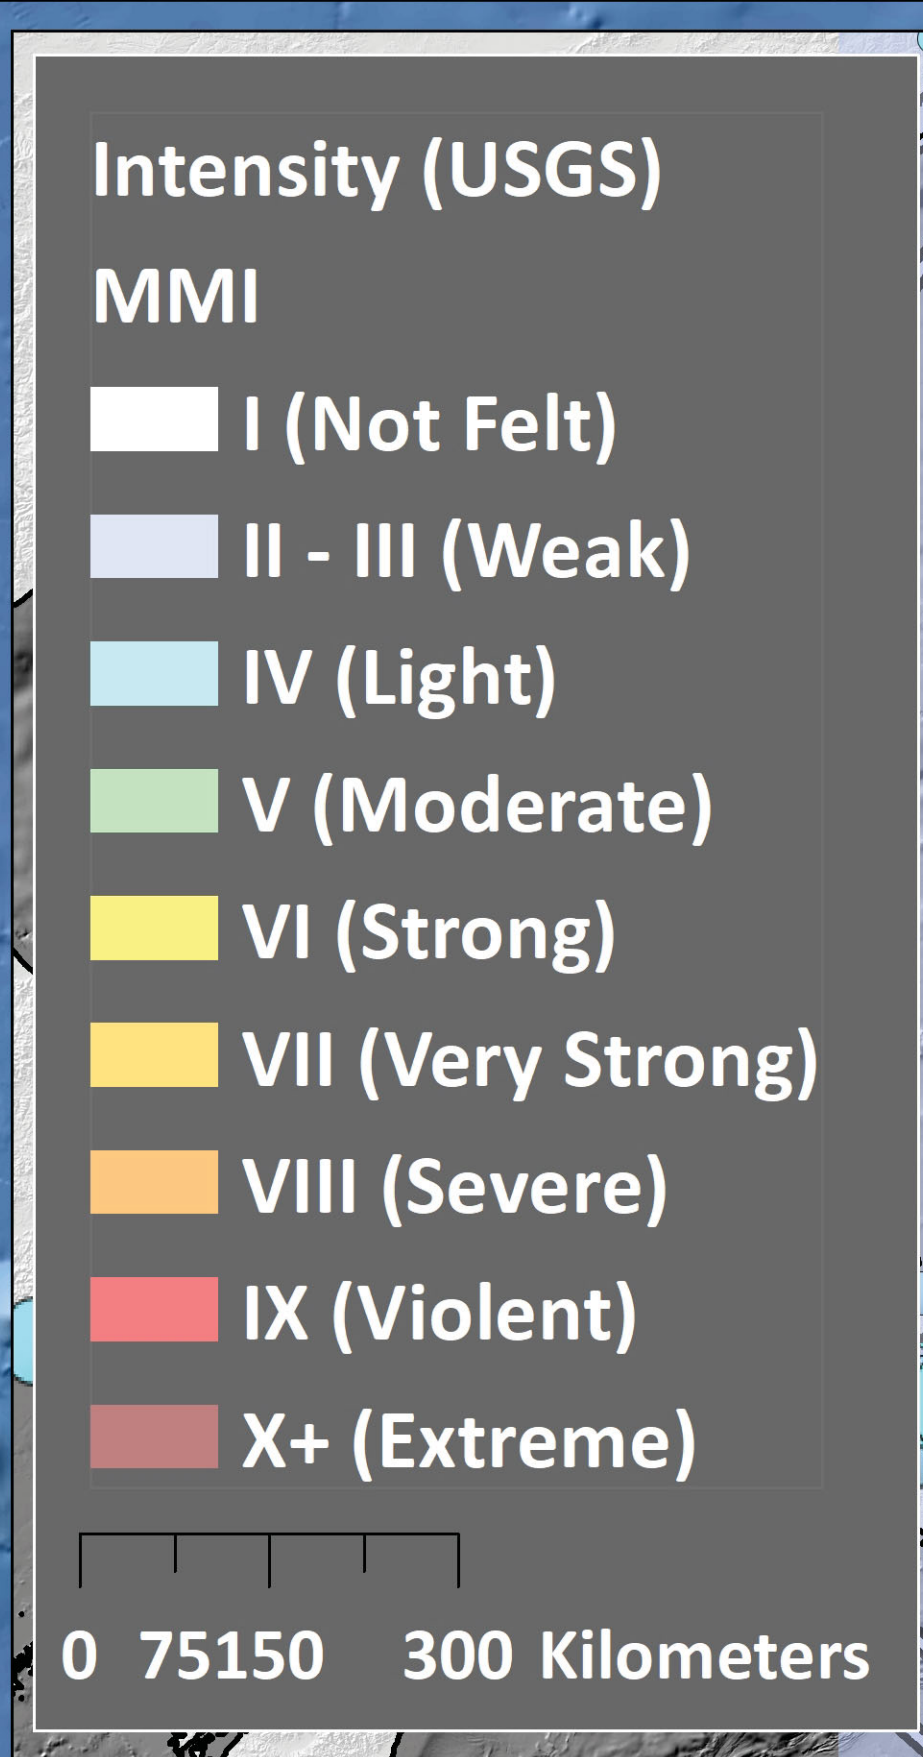 Intensity (USGS)
MMI
I (Not Felt)
II - III (Weak)
IV (Light)
V (Moderate)
VI (Strong)
VII (Very Strong)
VIII (Severe)
IX (Violent)
X+ (Extreme)
0 75150 300 Kilometers